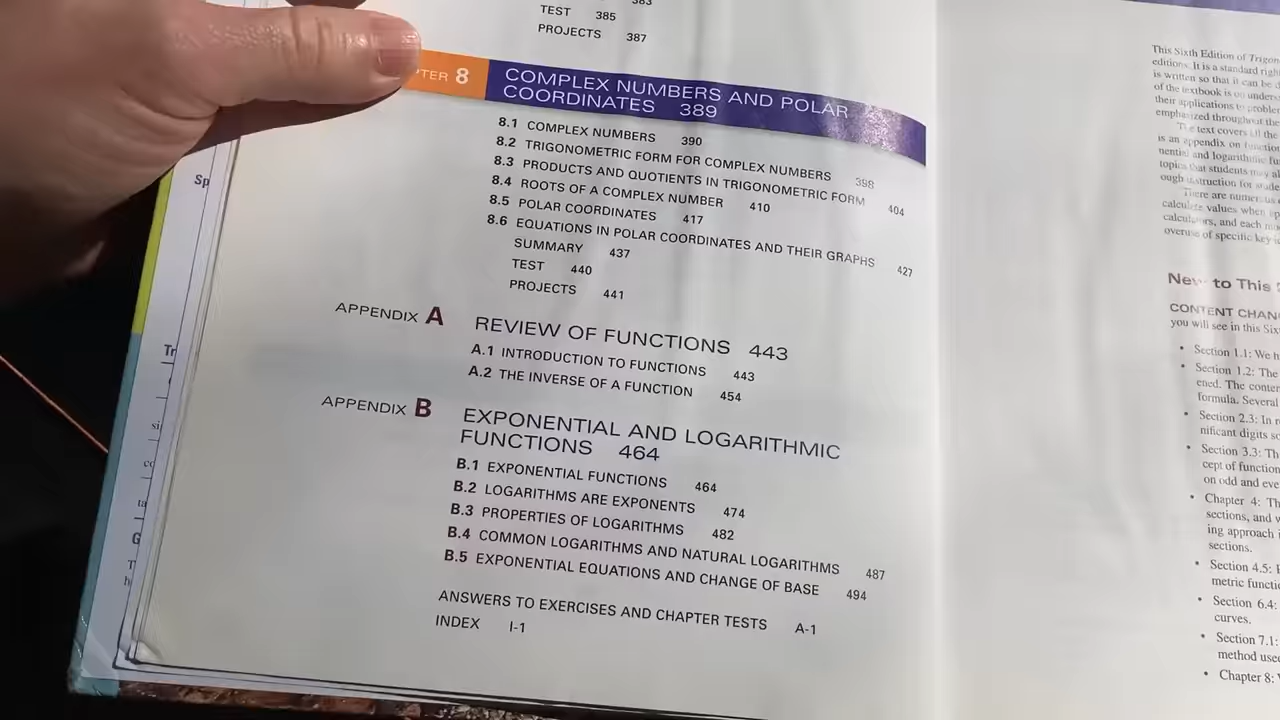 TEST 385
PROJECTS 387
TER 8
COMPLEX NUMBERS AND POLAR
COORDINATES 389
8.1 COMPLEX NUMBERS 390
8.2 TRIGONOMETRIC FORM FOR COMPLEX NUMBERS 398
8.3 PRODUCTS AND QUOTIENTS IN TRIGONOMETRIC FORM 404
8.4 ROOTS OF A COMPLEX NUMBER 410
8.5 POLAR COORDINATES 417
8.6 EQUATIONS IN POLAR COORDINATES AND THEIR GRAPHS 427
SUMMARY 437
TEST 440
PROJECTS 441
APPENDIX A
REVIEW OF FUNCTIONS 443
A.1 INTRODUCTION TO FUNCTIONS 443
A.2 THE INVERSE OF A FUNCTION 454
APPENDIX B
EXPONENTIAL AND LOGARITHMIC
FUNCTIONS 464
B.1 EXPONENTIAL FUNCTIONS 464
B.2 LOGARITHMS ARE EXPONENTS 474
B.3 PROPERTIES OF LOGARITHMS 482
B.4 COMMON LOGARITHMS AND NATURAL LOGARITHMS 487
B.5 EXPONENTIAL EQUATIONS AND CHANGE OF BASE 494
ANSWERS TO EXERCISES AND CHAPTER TESTS A-1
INDEX I-1
Sp
Tr
This Sixth Edition of
editions. It is a standard
is written so that it can be
of the textbook is
their applications to
emphasized throughout
The text covers all
is an appendix on
nential and logarithmic
topics that students may
There are
calculate values when
and each
overuse of specific
to This
CONTENT
you will see in this
• Section 1.1: We
• Section 1.2: The
ened. The
formula. Several
• Section 2.3: In
nificant digits
• Section 3.3:
cept of
on odd and
• Chapter 4:
sections, and
ing approach
sections.
• Section 4.5:
metric
• Section 6.4:
curves.
• Section 7.1:
method
• Chapter 8: